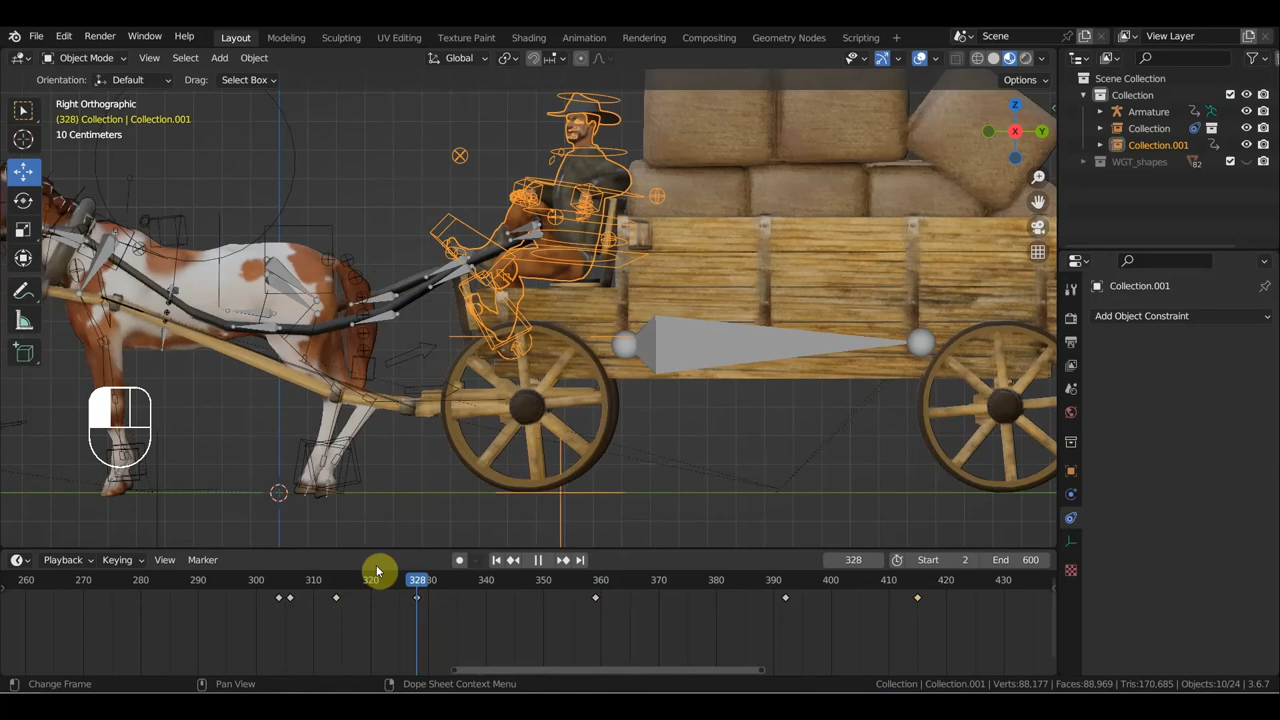 File Edit Render Window Help Layout Modeling Sculpting UV Editing Texture Paint Shading Animation Rendering Compositing Geometry Nodes Scripting + Scene View Layer
Object Mode View Select Add Object Global
Orientation: Default Drag: Select Box Options
Right Orthographic
(328) Collection | Collection.001
10 Centimeters
Z
X
Y
Scene Collection
Collection
Armature
Collection
Collection.001
WGT_shapes
82
Collection.001
Add Object Constraint
Playback Keying View Marker 328 Start 2 End 600
260 270 280 290 300 310 320 328 30 340 350 360 370 380 390 400 410 420 430
Change Frame Pan View Dope Sheet Context Menu Collection | Collection.001 | Verts:88,177 | Faces:88,969 | Tris:170,685 | Objects:10/24 | 3.6.7